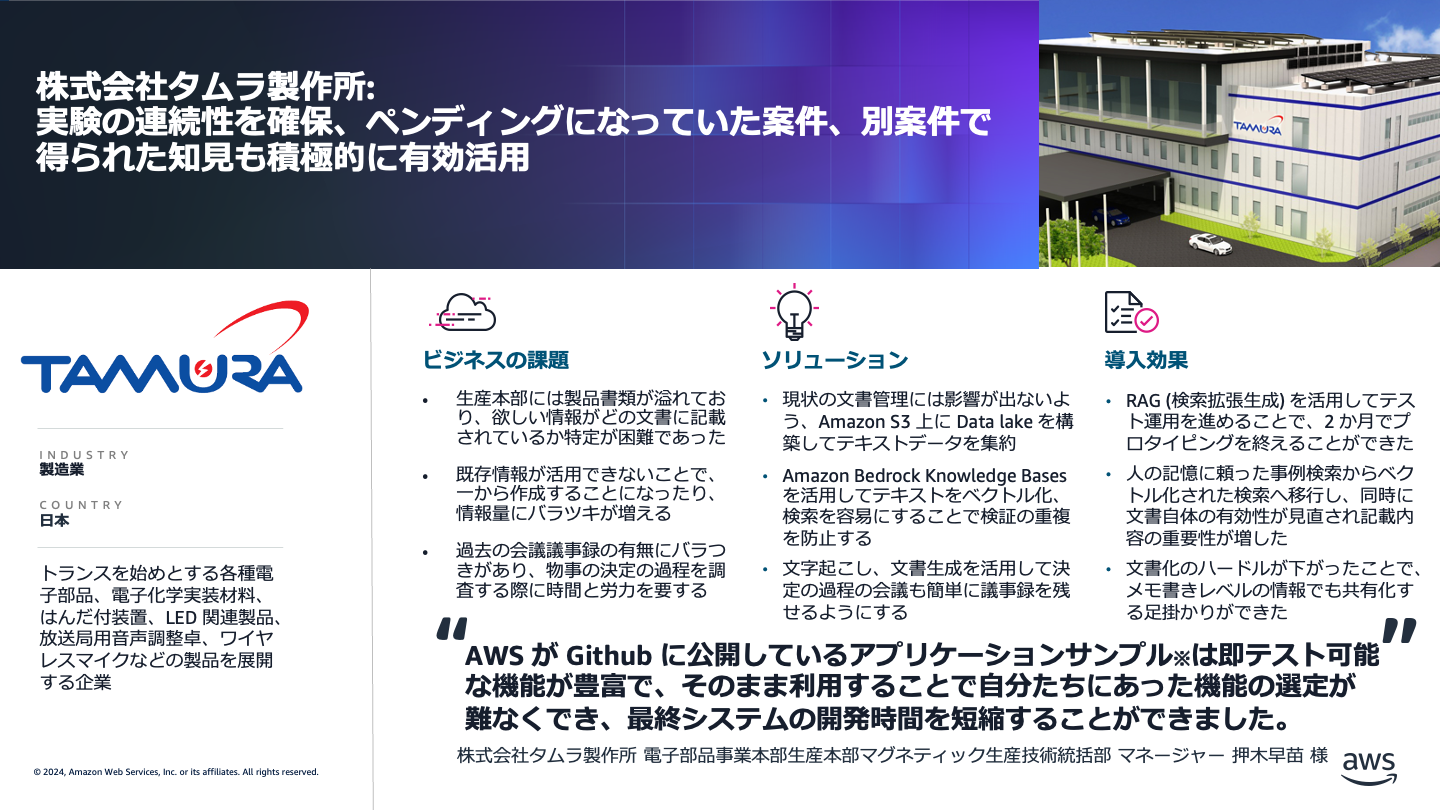 株式会社タムラ製作所:
実験の連続性を確保、ペンディングになっていた案件、別案件で
得られた知見も積極的に有効活用
TAMURA
TAMURA
INDUSTRY
製造業
COUNTRY
日本
トランスを始めとする各種電
子部品、電子化学実装材料、
はんだ付装置、LED 関連製品、
放送局用音声調整卓、ワイヤ
レスマイクなどの製品を展開
する企業
© 2024, Amazon Web Services, Inc. or its affiliates. All rights reserved.
ビジネスの課題
• 生産本部には製品書類が溢れてお
り、欲しい情報がどの文書に記載
されているか特定が困難であった
• 既存情報が活用できないことで、
一から作成することになったり、
情報量にバラツキが増える
• 過去の会議議事録の有無にバラつ
きがあり、物事の決定の過程を調
査する際に時間と労力を要する
ソリューション
• 現状の文書管理には影響が出ないよ
う、Amazon S3 上に Data lake を構
築してテキストデータを集約
• Amazon Bedrock Knowledge Bases
を活用してテキストをベクトル化、
検索を容易にすることで検証の重複
を防止する
• 文字起こし、文書生成を活用して決
定の過程の会議も簡単に議事録を残
せるようにする
導入効果
• RAG (検索拡張生成) を活用してテス
ト運用を進めることで、2 か月でプ
ロタイピングを終えることができた
• 人の記憶に頼った事例検索からベク
トル化された検索へ移行し、同時に
文書自体の有効性が見直され記載内
容の重要性が増した
• 文書化のハードルが下がったことで、
メモ書きレベルの情報でも共有化す
る足掛かりができた
“AWS が Github に公開しているアプリケーションサンプル※は即テスト可能”
な機能が豊富で、そのまま利用することで自分たちにあった機能の選定が
難なくでき、最終システムの開発時間を短縮することができました。
株式会社タムラ製作所 電子部品事業本部生産本部マグネティック生産技術統括部 マネージャー 押木早苗 様
aws